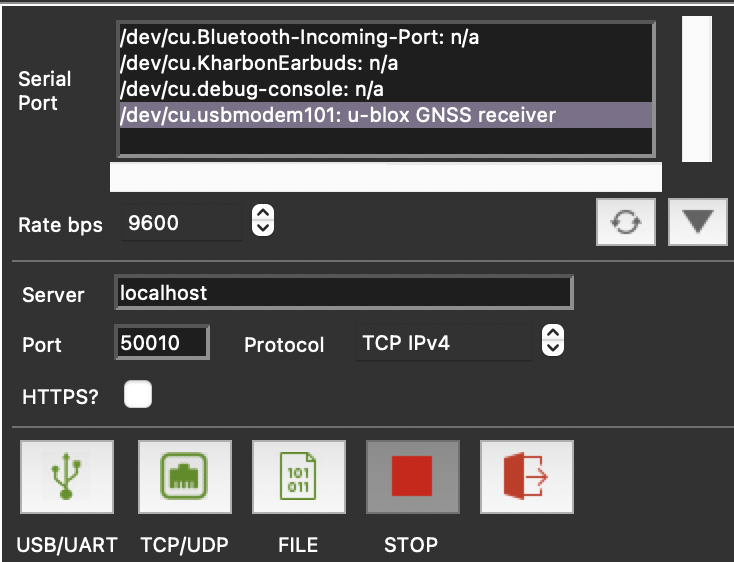 /dev/cu.Bluetooth-Incoming-Port: n/a
/dev/cu.KharbonEarbuds: n/a
Serial
Port
/dev/cu.debug-console: n/a
/dev/cu.usbmodem101: u-blox GNSS receiver
Rate bps 9600
Server localhost
Port 50010 Protocol TCP IPv4
HTTPS?
101
011
USB/UART TCP/UDP FILE STOP